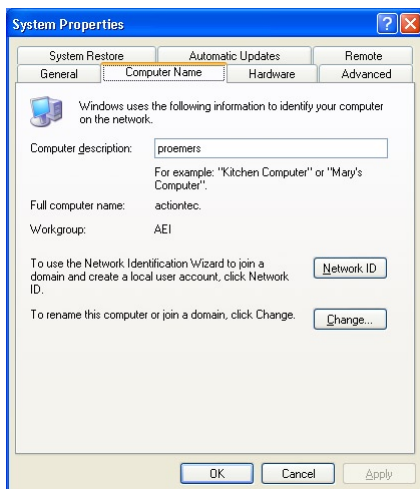 System Properties
System Restore
Automatic Updates
Remote
General
Computer Name
Hardware
Advanced
Windows uses the following information to identify your computer
on the network.
Computer description:
proemers
For example: "Kitchen Computer" or "Mary's
Computer".
Full computer name:
actiontec.
Workgroup:
AEI
To use the Network Identification Wizard to join a
domain and create a local user account, click Network
ID.
Network ID
To rename this computer or join a domain, click Change.
Change...
OK
Cancel
Apply